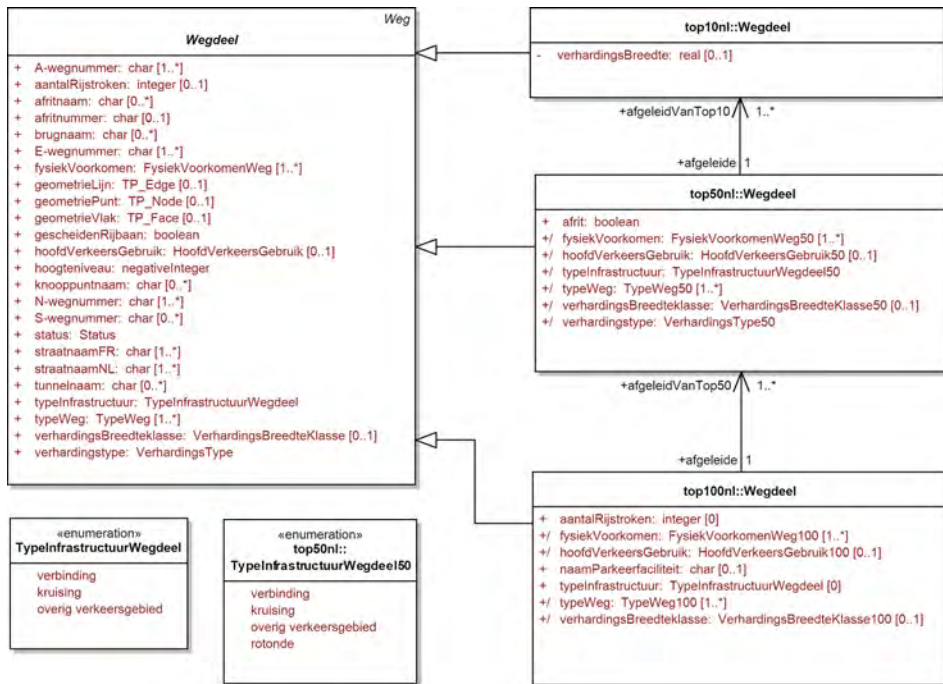 Weg
Wegdeel
+ A-wegnummer: char [1..*]
+ aantalRijstroken: integer [0..1]
+ afritnaam: char [0..*]
+ afritnummer: char [0..1]
+ brugnaam: char [0..*]
+ E-wegnummer: char [1..*]
+ fysiekVoorkomen: FysiekVoorkomenWeg [1..*]
+ geometrieLijn: TP_Edge [0..1]
+ geometriePunt: TP_Node [0..1]
+ geometrieVlak: TP_Face [0..1]
+ gescheidenRijbaan: boolean
+ hoofdVerkeersGebruik: HoofdVerkeersGebruik [0..1]
+ hoogteniveau: negativeInteger
+ knooppuntnaam: char [0..*]
+ N-wegnummer: char [1..*]
+ S-wegnummer: char [0..*]
+ status: Status
+ straatnaamFR: char [1..*]
+ straatnaamNL: char [1..*]
+ tunnelnaam: char [0..*]
+ typeInfrastructuur: TypeInfrastructuurWegdeel
+ typeWeg: TypeWeg [1..*]
+ verhardingsBreedteklasse: VerhardingsBreedteKlasse [0..1]
+ verhardingstype: VerhardingsType
top10nl::Wegdeel
- verhardingsBreedte: real [0..1]
+afgeleidVanTop10 1..*
+afgeleide 1
top50nl::Wegdeel
+ afrit: boolean
+/ fysiekVoorkomen: FysiekVoorkomenWeg50 [1..*]
+/ hoofdVerkeersGebruik: HoofdVerkeersGebruik50 [0..1]
+/ typeInfrastructuur: TypeInfrastructuurWegdeel50
+/ typeWeg: TypeWeg50 [1..*]
+/ verhardingsBreedteklasse: VerhardingsBreedteKlasse50 [0..1]
+/ verhardingstype: VerhardingsType50
+afgeleidVanTop50 1..*
+afgeleide 1
top100nl::Wegdeel
+ aantalRijstroken: integer [0]
+/ fysiekVoorkomen: FysiekVoorkomenWeg100 [1..*]
+/ hoofdVerkeersGebruik: HoofdVerkeersGebruik100 [0..1]
+ naamParkeerfaciliteit: char [0..1]
+ typeInfrastructuur: TypeInfrastructuurWegdeel [0]
+/ typeWeg: TypeWeg100 [1..*]
+/ verhardingsBreedteklasse: VerhardingsBreedteKlasse100 [0..1]
«enumeration»
TypeInfrastructuurWegdeel
verbinding
kruising
overig verkeersgebied
«enumeration»
top50nl::
TypeInfrastructuurWegdeel50
verbinding
kruising
overig verkeersgebied
rotonde